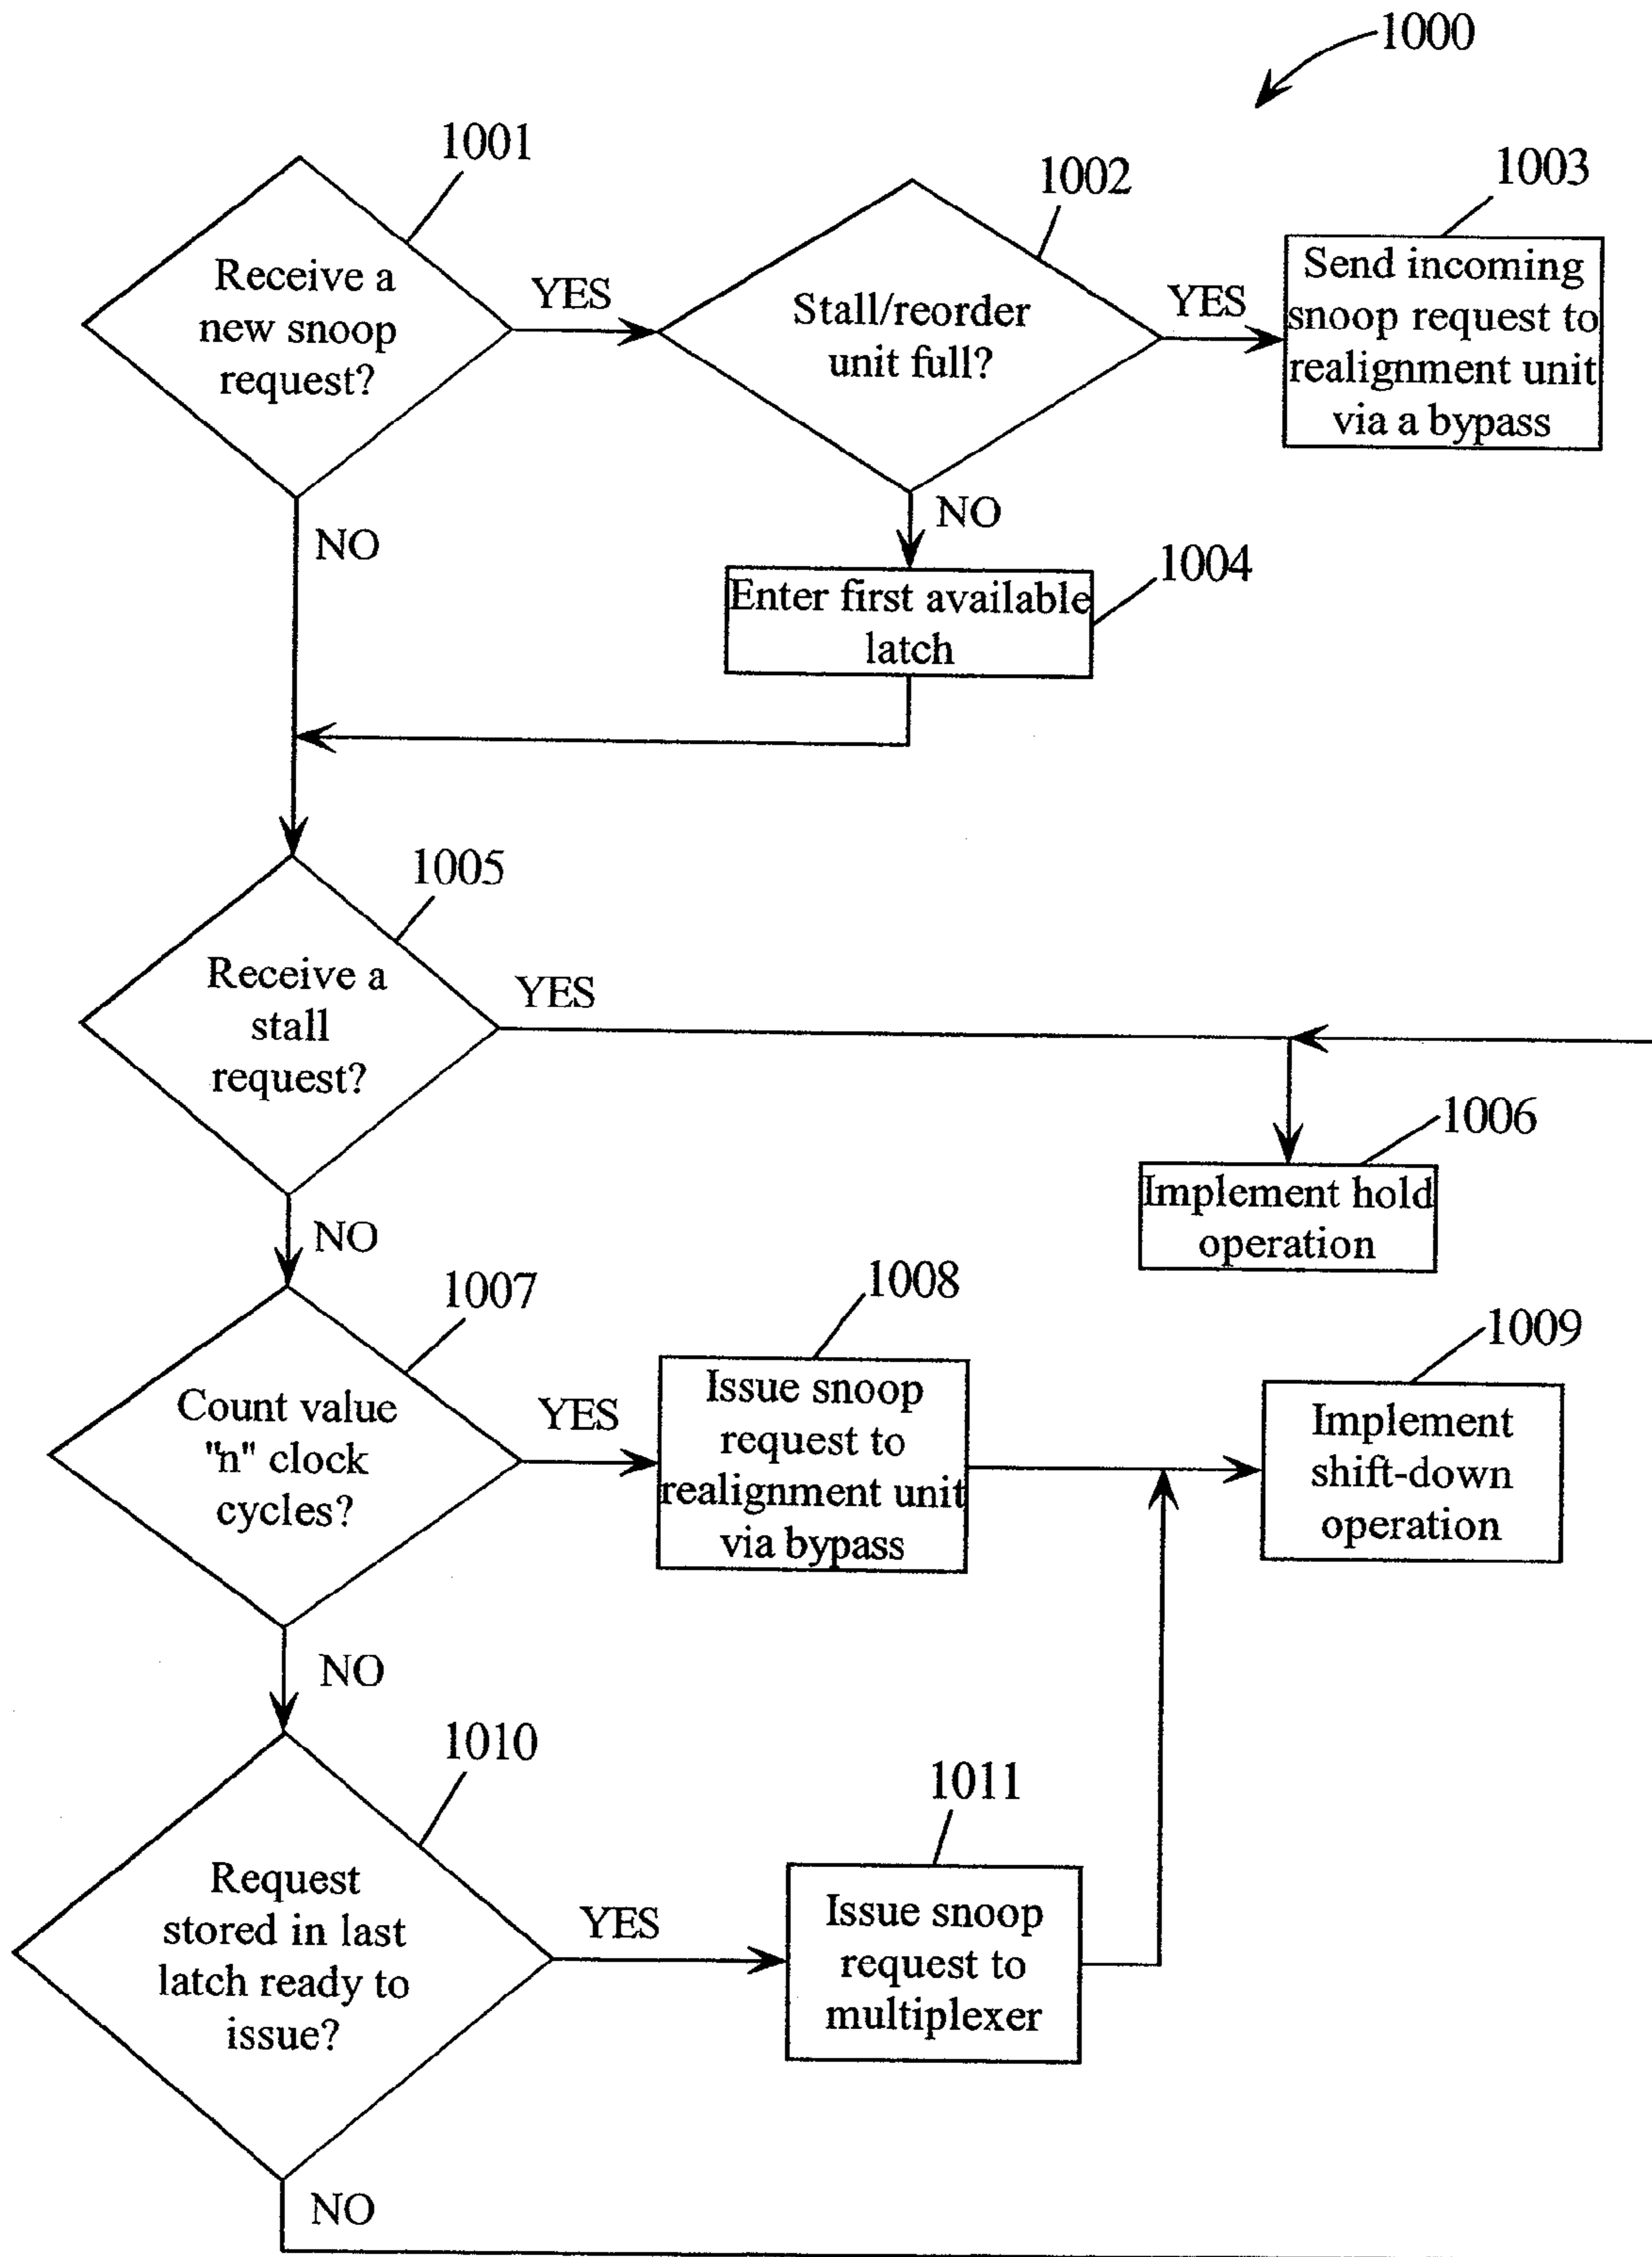 1000
1001
1002
1003
Receive a
new snoop
request?
YES
Stall/reorder
unit full?
YES
Send incoming
snoop request to
realignment unit
via a bypass
NO
NO
1004
Enter first available
latch
1005
Receive a
stall
request?
YES
1006
Implement hold
operation
NO
1007
1008
1009
Count value
"n" clock
cycles?
YES
Issue snoop
request to
realignment unit
via bypass
Implement
shift-down
operation
NO
1010
1011
Request
stored in last
latch ready to
issue?
YES
Issue snoop
request to
multiplexer
NO